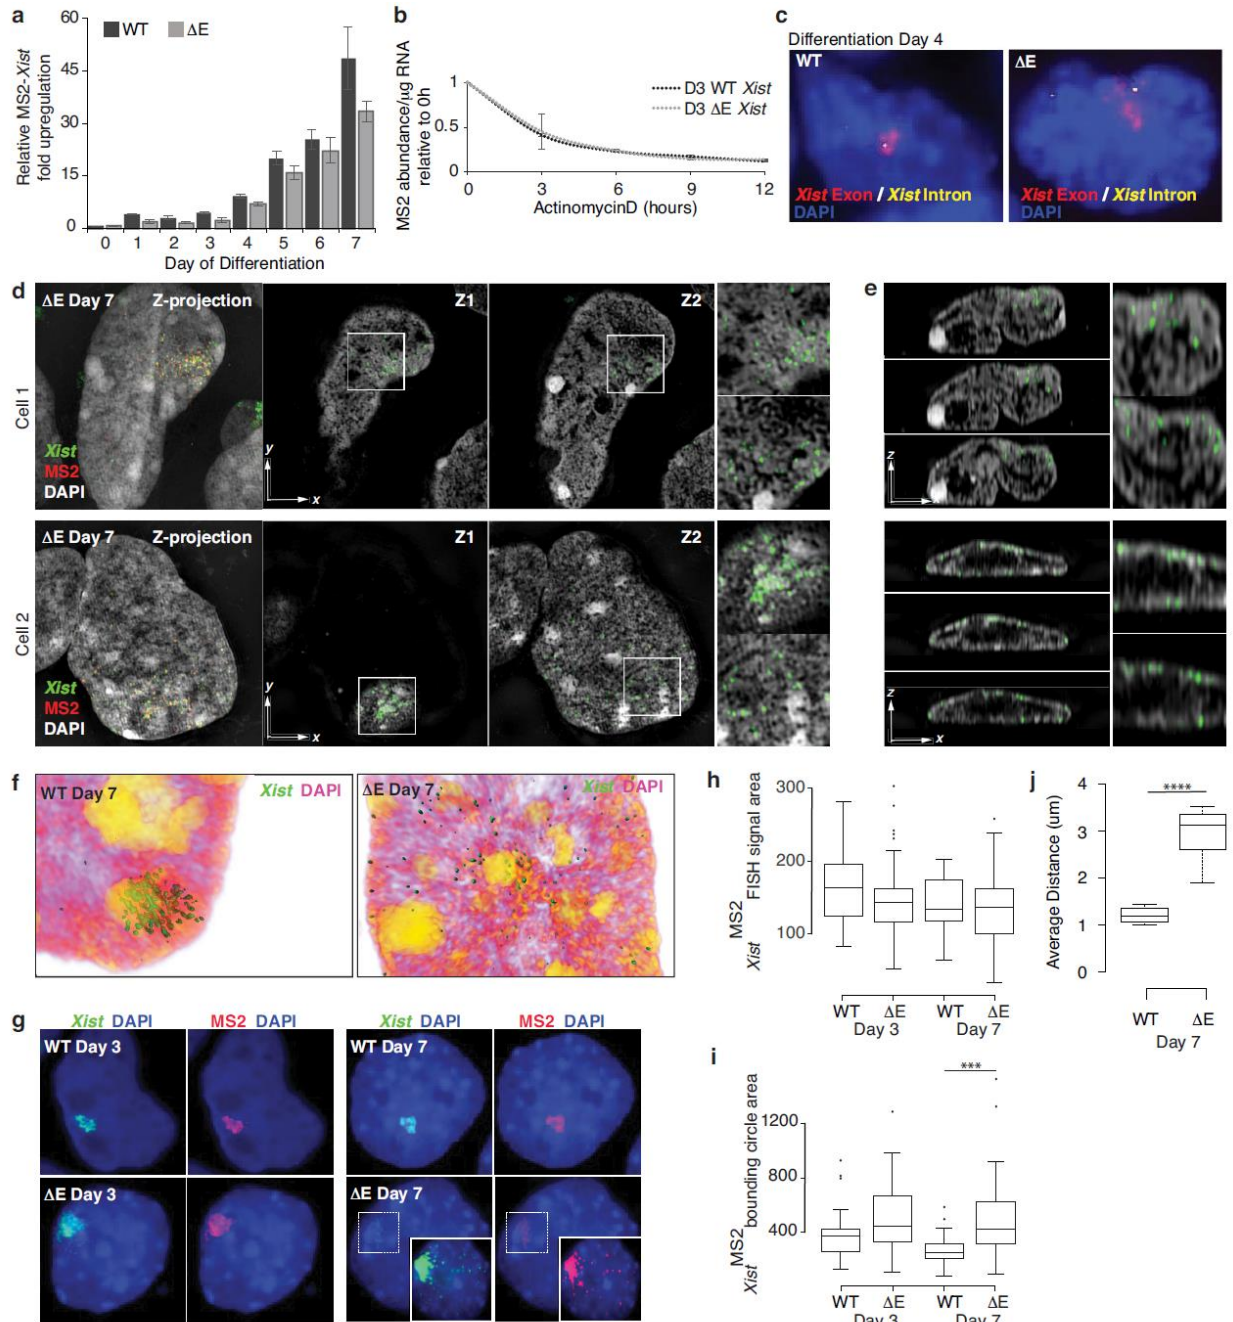 a
Relative MS2-Xist
fold upregulation
60
45
30
15
0
WT
ΔE
0 1 2 3 4 5 6 7
Day of Differentiation
b
MS2 abundance/µg RNA
relative to 0h
1
0.5
0
D3 WT Xist
D3 ΔE Xist
0 3 6 9 12
ActinomycinD (hours)
c
Differentiation Day 4
WT
Xist Exon / Xist Intron
DAPI
ΔE
Xist Exon / Xist Intron
DAPI
d
Cell 1
ΔE Day 7 Z-projection
Xist
MS2
DAPI
Z1
y
x
Z2
Cell 2
ΔE Day 7 Z-projection
Xist
MS2
DAPI
Z1
y
x
Z2
e
z
x
z
x
f
WT Day 7
Xist DAPI
ΔE Day 7
Xist DAPI
g
Xist DAPI
MS2 DAPI
Xist DAPI
MS2 DAPI
WT Day 3
WT Day 7
ΔE Day 3
ΔE Day 7
h
Xist MS2 FISH signal area
300
200
100
WT ΔE WT ΔE
Day 3 Day 7
i
Xist MS2 bounding circle area
1200
800
400
***
WT ΔE WT ΔE
Day 3 Day 7
j
Average Distance (um)
4
3
2
1
0
****
WT ΔE
Day 7